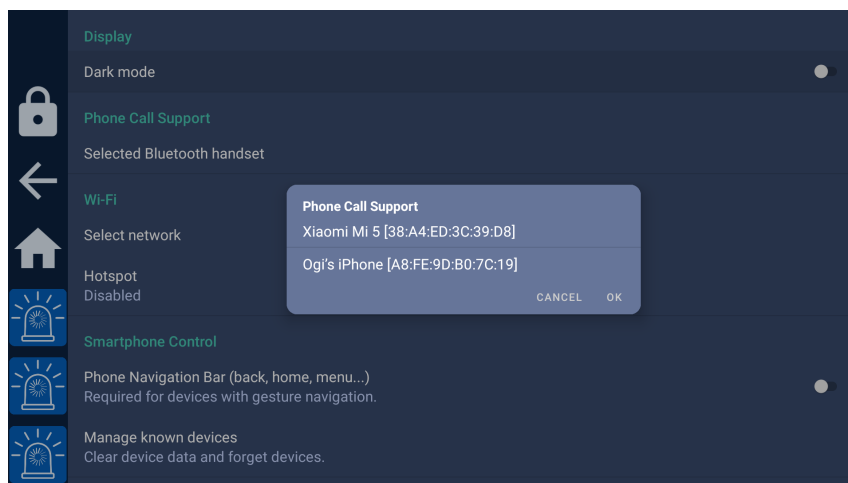 Display
Dark mode
Phone Call Support
Selected Bluetooth handset
Wi-Fi
Select network
Hotspot
Disabled
Smartphone Control
Phone Navigation Bar (back, home, menu...)
Required for devices with gesture navigation.
Manage known devices
Clear device data and forget devices.
Phone Call Support
Xiaomi Mi 5 [38:A4:ED:3C:39:D8]
Ogi's iPhone [A8:FE:9D:B0:7C:19]
CANCEL OK